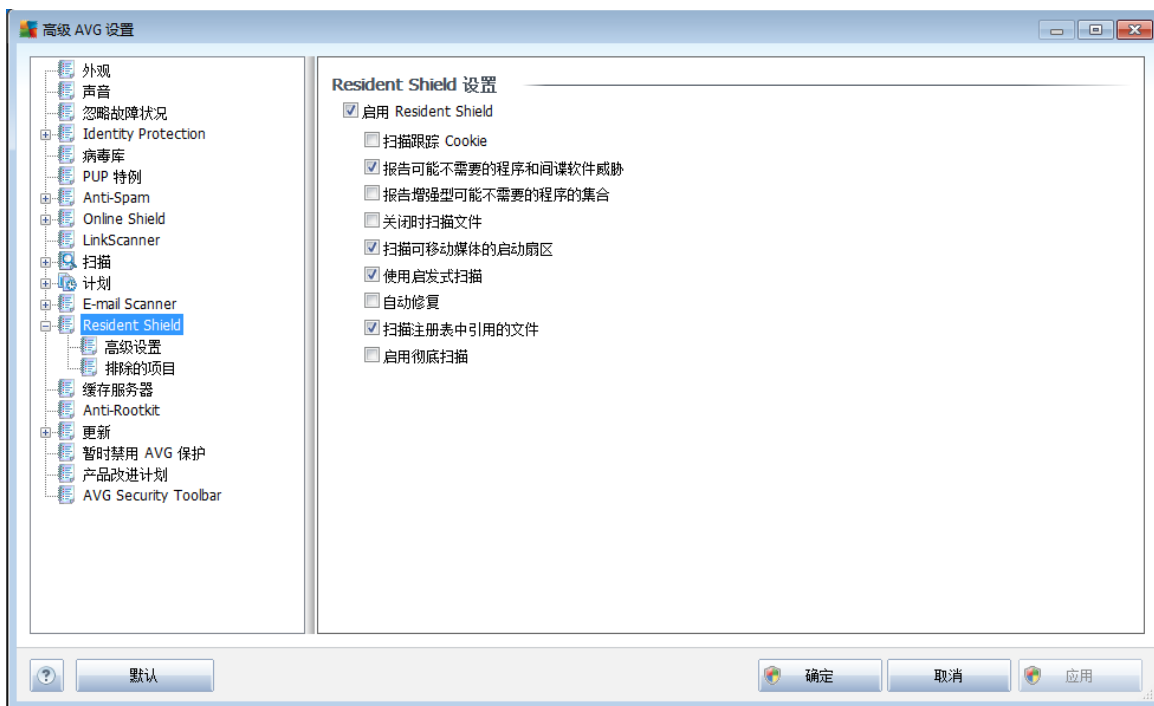 高级 AVG 设置
外观
声音
忽略故障状况
Identity Protection
病毒库
PUP 特例
Anti-Spam
Online Shield
LinkScanner
扫描
计划
E-mail Scanner
Resident Shield
高级设置
排除的项目
缓存服务器
Anti-Rootkit
更新
暂时禁用 AVG 保护
产品改进计划
AVG Security Toolbar
Resident Shield 设置
启用 Resident Shield
扫描跟踪 Cookie
报告可能不需要的程序和间谍软件威胁
报告增强型可能不需要的程序的集合
关闭时扫描文件
扫描可移动媒体的启动扇区
使用启发式扫描
自动修复
扫描注册表中引用的文件
启用彻底扫描
?
默认
确定
取消
应用